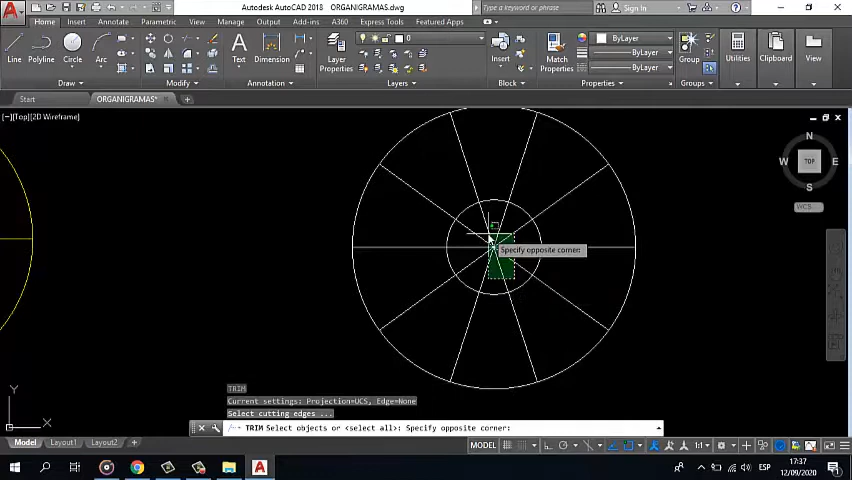 Autodesk AutoCAD 2018 ORGANIGRAMAS.dwg
Type a keyword or phrase
Sign In
Home Insert Annotate Parametric View Manage Output Add-ins A360 Express Tools Featured Apps
Line Polyline Circle Arc
Text Dimension
Layer
Properties
0
Insert
Match
Properties
ByLayer
ByLayer
ByLayer
Group
Utilities
Clipboard
View
Draw Modify Annotation Layers Block Properties Groups
Start ORGANIGRAMAS*
[−][Top][2D Wireframe]
N
W TOP E
S
WCS
Specify opposite corner:
TRIM
Current settings: Projection=UCS, Edge=None
Select cutting edges ...
Y
X
TRIM Select objects or <select all>: Specify opposite corner:
Model Layout1 Layout2 +
MODEL
1:1
ESP
17:37
12/09/2020